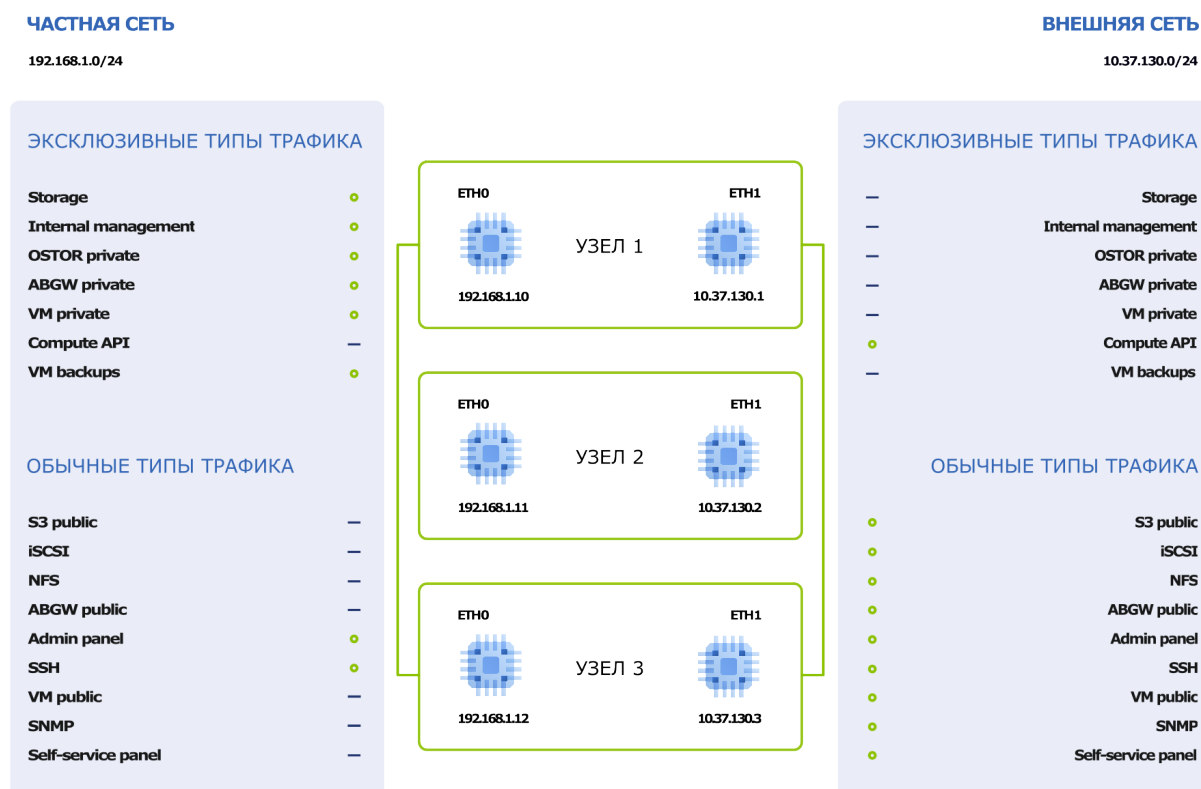 ЧАСТНАЯ СЕТЬ
192.168.1.0/24
ЭКСКЛЮЗИВНЫЕ ТИПЫ ТРАФИКА
Storage
Internal management
OSTOR private
ABGW private
VM private
Compute API
VM backups
ОБЫЧНЫЕ ТИПЫ ТРАФИКА
S3 public
iSCSI
NFS
ABGW public
Admin panel
SSH
VM public
SNMP
Self-service panel
ETH0
ETH1
УЗЕЛ 1
192.168.1.10
10.37.130.1
ETH0
ETH1
УЗЕЛ 2
192.168.1.11
10.37.130.2
ETH0
ETH1
УЗЕЛ 3
192.168.1.12
10.37.130.3
ВНЕШНЯЯ СЕТЬ
10.37.130.0/24
ЭКСКЛЮЗИВНЫЕ ТИПЫ ТРАФИКА
Storage
Internal management
OSTOR private
ABGW private
VM private
Compute API
VM backups
ОБЫЧНЫЕ ТИПЫ ТРАФИКА
S3 public
iSCSI
NFS
ABGW public
Admin panel
SSH
VM public
SNMP
Self-service panel